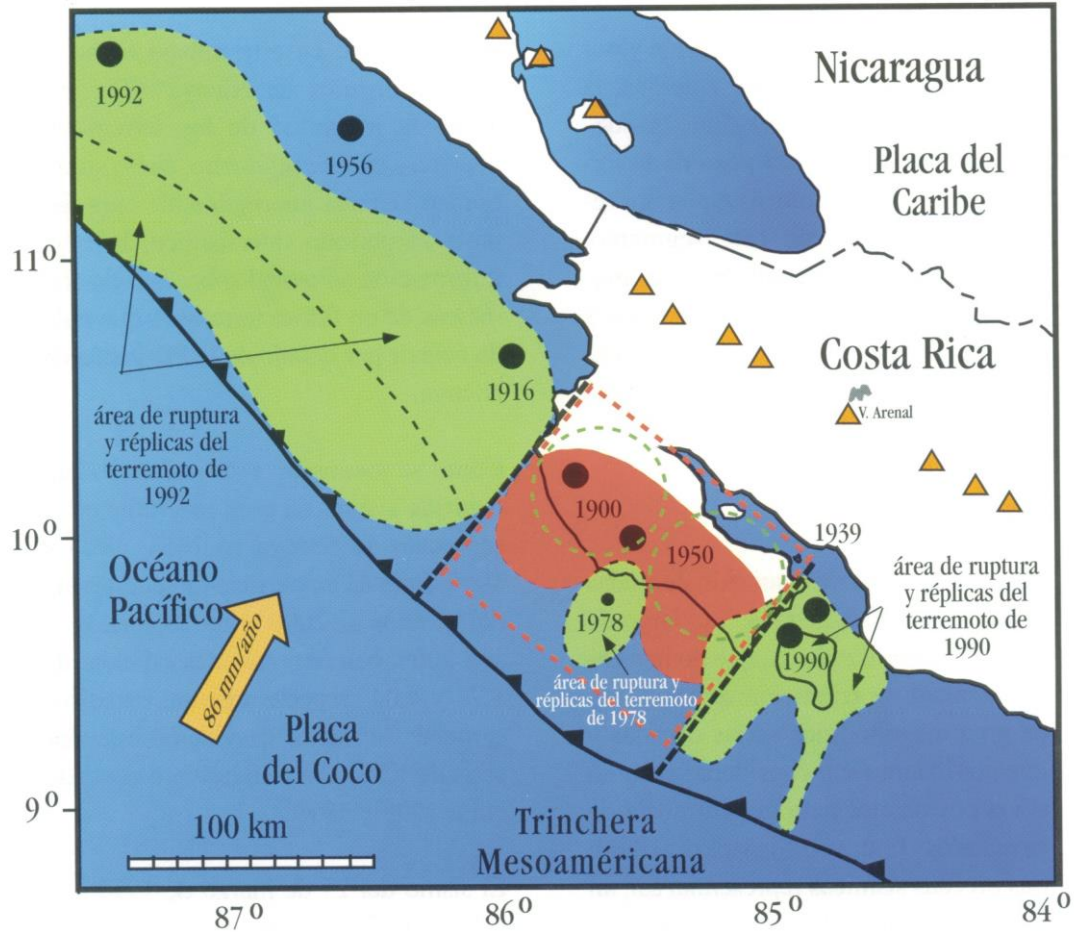 Nicaragua
Placa del
Caribe
1992
1956
11°
Costa Rica
V. Arenal
1916
área de ruptura
y réplicas del
terremoto de
1992
1900
10°
1950
1939
Océano
Pacífico
área de ruptura
y réplicas del
terremoto de
1990
1978
1990
86 mm/año
área de ruptura y
réplicas del terremoto
de 1978
Placa
del Coco
9°
100 km
Trinchera
Mesoaméricana
87°
86°
85°
84°